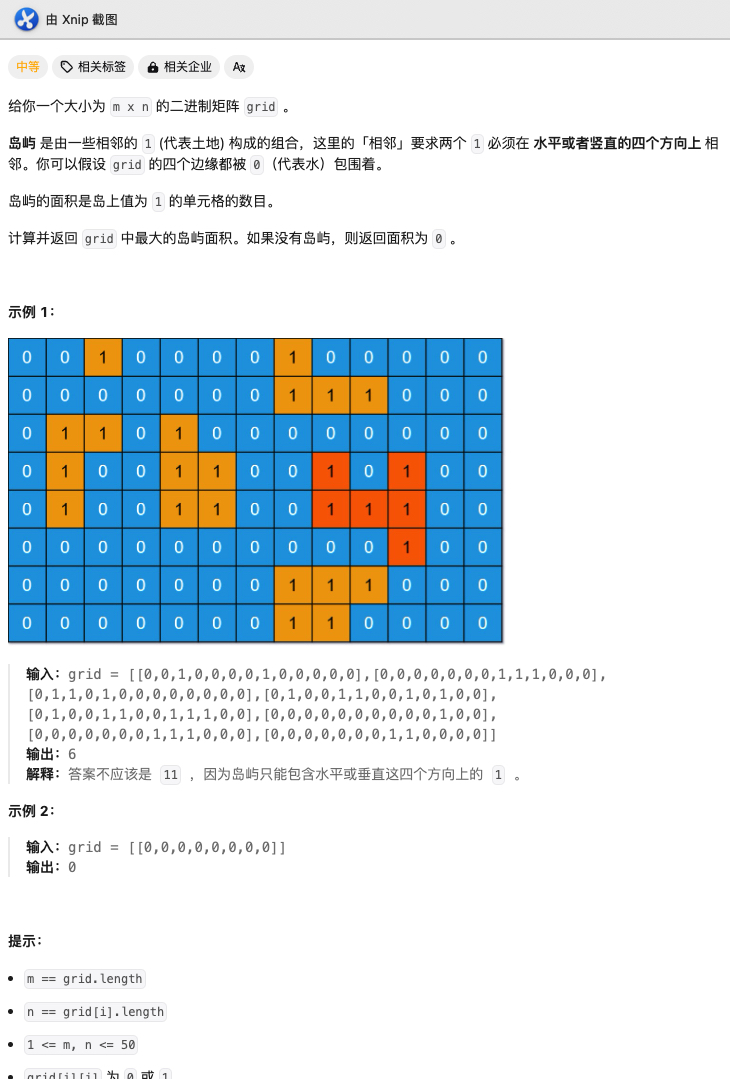 由 Xnip 截图
中等 相关标签 相关企业 A文
给你一个大小为 m x n 的二进制矩阵 grid 。
岛屿 是由一些相邻的 1 (代表土地) 构成的组合，这里的「相邻」要求两个 1 必须在 水平或者竖直的四个方向上 相
邻。你可以假设 grid 的四个边缘都被 0（代表水）包围着。
岛屿的面积是岛上值为 1 的单元格的数目。
计算并返回 grid 中最大的岛屿面积。如果没有岛屿，则返回面积为 0 。
示例 1：
0 0 1 0 0 0 0 1 0 0 0 0 0
0 0 0 0 0 0 0 1 1 1 0 0 0
0 1 1 0 1 0 0 0 0 0 0 0 0
0 1 0 0 1 1 0 0 1 0 1 0 0
0 1 0 0 1 1 0 0 1 1 1 0 0
0 0 0 0 0 0 0 0 0 0 1 0 0
0 0 0 0 0 0 0 1 1 1 0 0 0
0 0 0 0 0 0 0 1 1 0 0 0 0
输入：grid = [[0,0,1,0,0,0,0,1,0,0,0,0,0],[0,0,0,0,0,0,0,1,1,1,0,0,0],
[0,1,1,0,1,0,0,0,0,0,0,0,0],[0,1,0,0,1,1,0,0,1,0,1,0,0],
[0,1,0,0,1,1,0,0,1,1,1,0,0],[0,0,0,0,0,0,0,0,0,0,1,0,0],
[0,0,0,0,0,0,0,1,1,1,0,0,0],[0,0,0,0,0,0,0,1,1,0,0,0,0]]
输出：6
解释：答案不应该是 11 ，因为岛屿只能包含水平或垂直这四个方向上的 1 。
示例 2：
输入：grid = [[0,0,0,0,0,0,0,0]]
输出：0
提示：
m == grid.length
n == grid[i].length
1 <= m, n <= 50
grid[i][j] 为 0 或 1